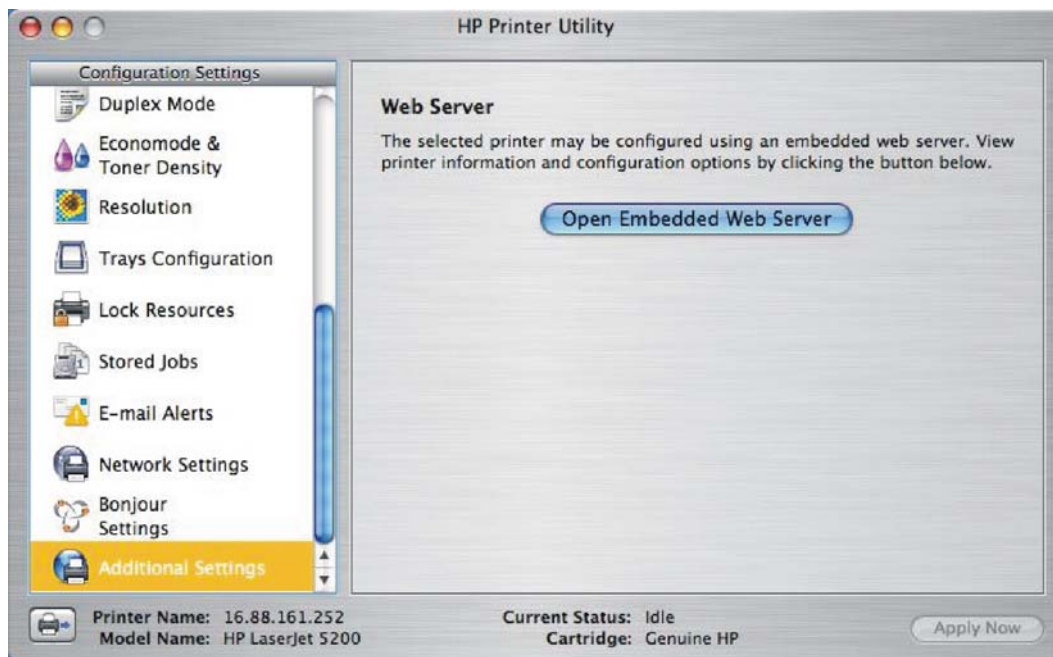 HP Printer Utility
Configuration Settings
Duplex Mode
Economode &
Toner Density
Resolution
Trays Configuration
Lock Resources
Stored Jobs
E-mail Alerts
Network Settings
Bonjour
Settings
Additional Settings
Web Server
The selected printer may be configured using an embedded web server. View
printer information and configuration options by clicking the button below.
Open Embedded Web Server
Printer Name: 16.88.161.252
Model Name: HP LaserJet 5200
Current Status: Idle
Cartridge: Genuine HP
Apply Now